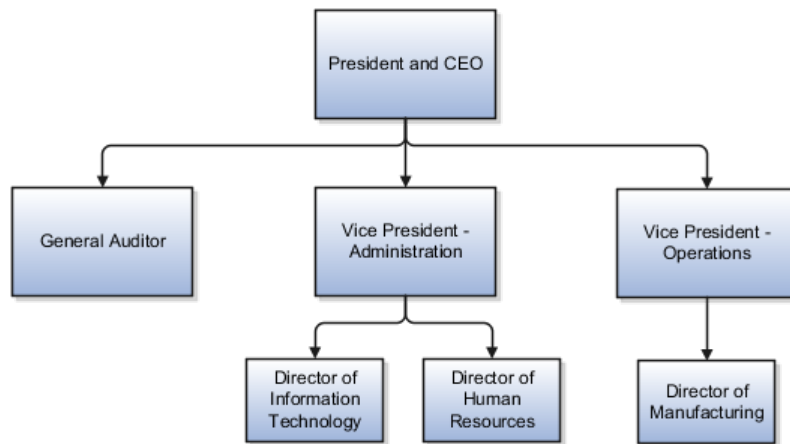 President and CEO
General Auditor
Vice President -
Administration
Vice President -
Operations
Director of
Information
Technology
Director of
Human
Resources
Director of
Manufacturing